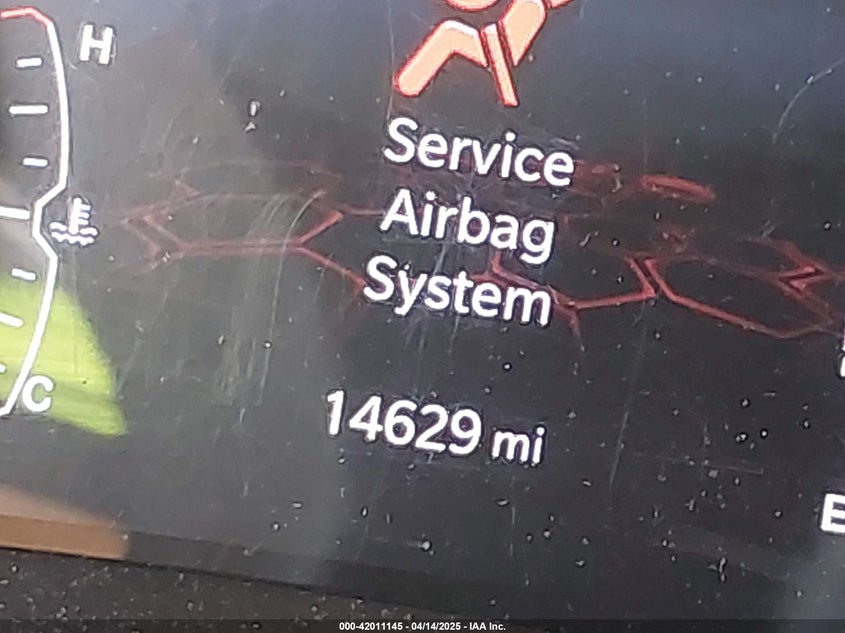 H
Service
Airbag
System
C
14629 mi
E
000-42011145 - 04/14/2025 - IAA Inc.